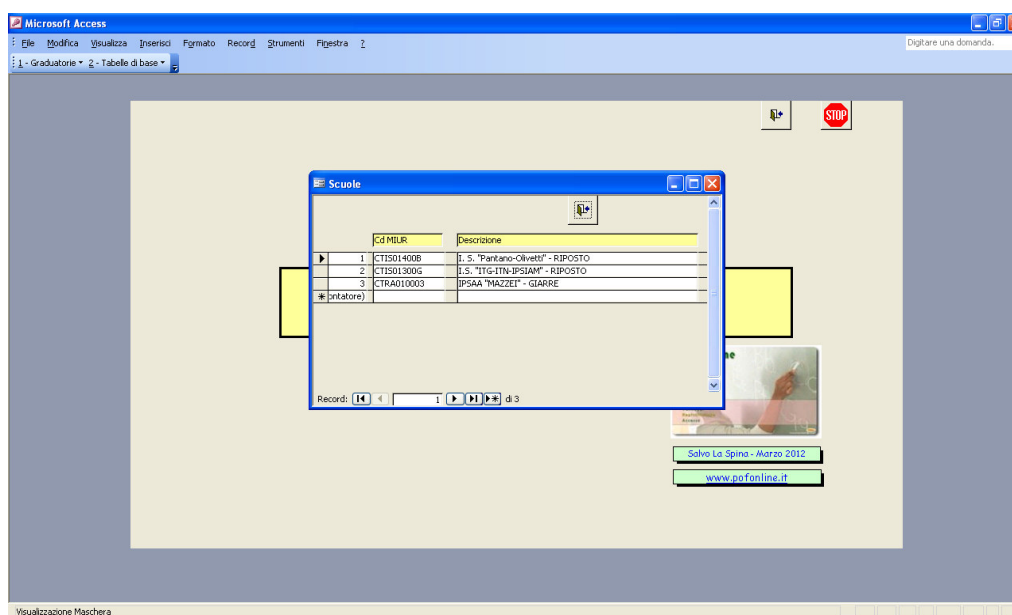 Microsoft Access
File Modifica Visualizza Inserisci Formato Record Strumenti Finestra ?
Digitare una domanda.
1 - Graduatorie 2 - Tabelle di base
STOP
Scuole
Cd MIUR Descrizione
1 CTIS01400B I. S. "Pantano-Olivetti" - RIPOSTO
2 CTIS01300G I.S. "ITG-ITN-IPSIAM" - RIPOSTO
3 CTRA010003 IPSAA "MAZZEI" - GIARRE
ontatore)
ne
Record: 1 di 3
Salvo La Spina - Marzo 2012
www.pofonline.it
Visualizzazione Maschera